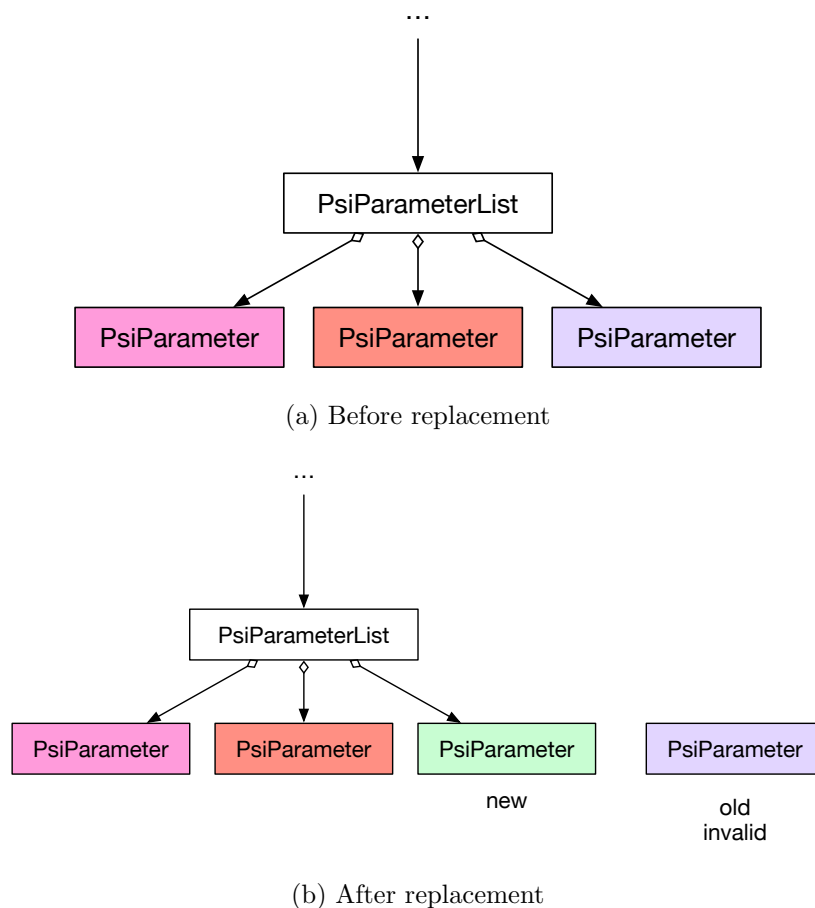 ...
PsiParameterList
PsiParameter PsiParameter PsiParameter
(a) Before replacement
...
PsiParameterList
PsiParameter PsiParameter PsiParameter PsiParameter
new
old
invalid
(b) After replacement